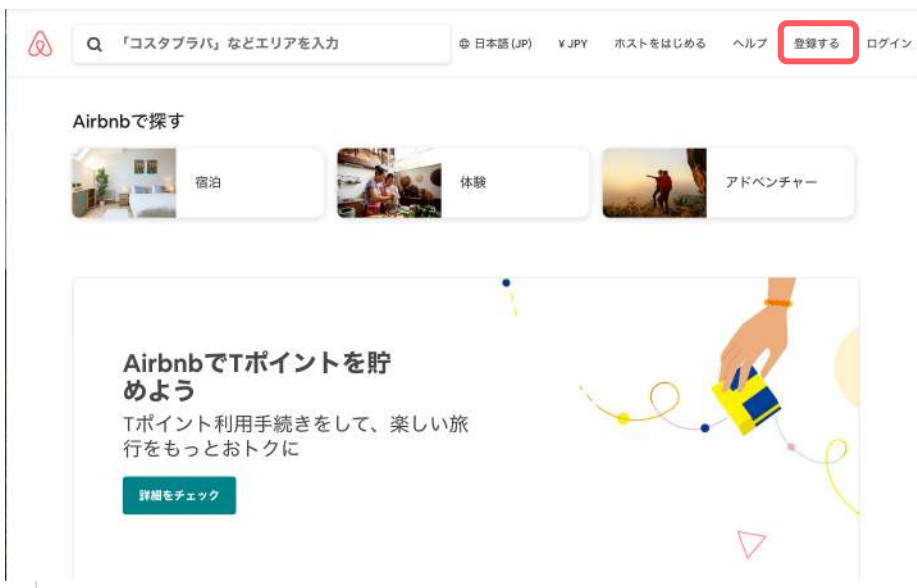 「コスタブラバ」などエリアを入力
日本語 (JP)
¥ JPY
ホストをはじめる
ヘルプ
登録する
ログイン
Airbnbで探す
宿泊
体験
アドベンチャー
AirbnbでTポイントを貯
めよう
Tポイント利用手続きをして、楽しい旅
行をもっとおトクに
詳細をチェック